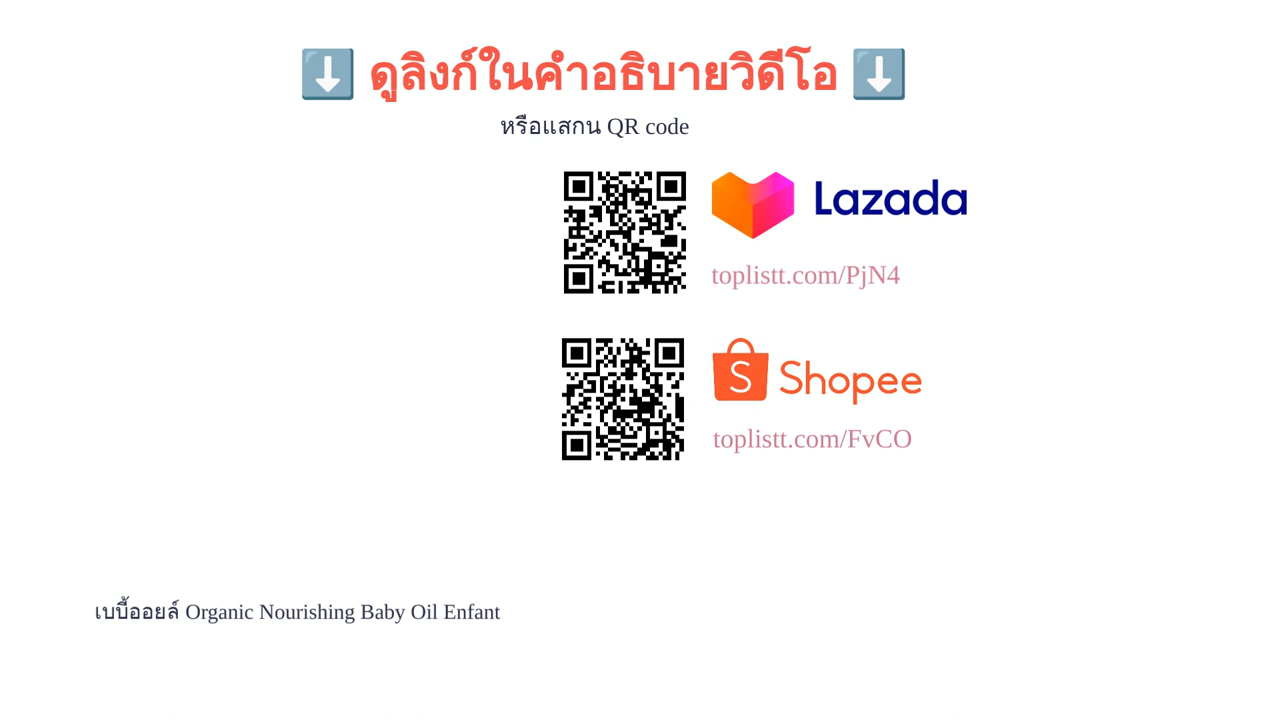 ⬇️ ดูลิงก์ในคำอธิบายวิดีโอ ⬇️
หรือแสกน QR code
Lazada
toplistt.com/PjN4
Shopee
toplistt.com/FvCO
เบบี้ออยล์ Organic Nourishing Baby Oil Enfant